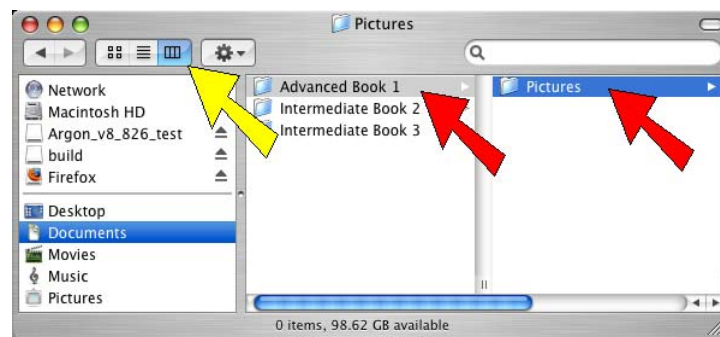 Pictures
Network
Macintosh HD
Argon_v8_826_test
build
Firefox
Desktop
Documents
Movies
Music
Pictures
Advanced Book 1
Intermediate Book 2
Intermediate Book 3
Pictures
0 items, 98.62 GB available